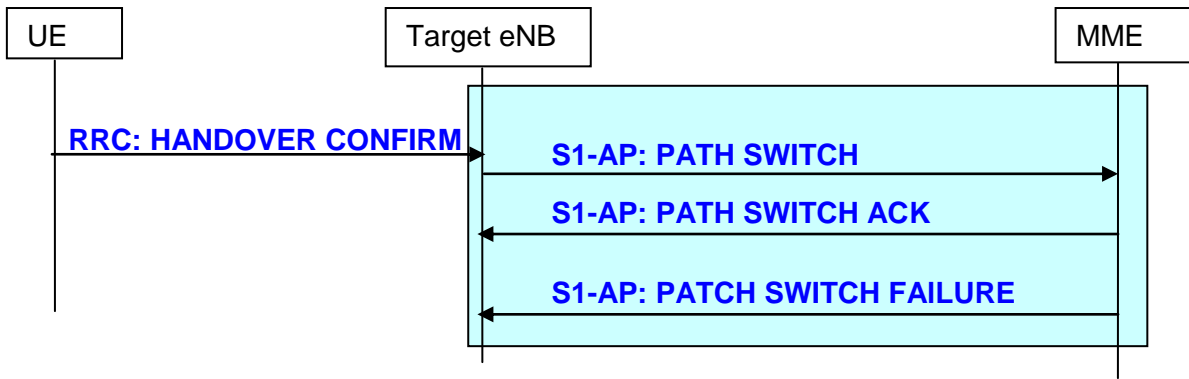 UE
Target eNB
MME
RRC: HANDOVER CONFIRM
S1-AP: PATH SWITCH
S1-AP: PATH SWITCH ACK
S1-AP: PATCH SWITCH FAILURE